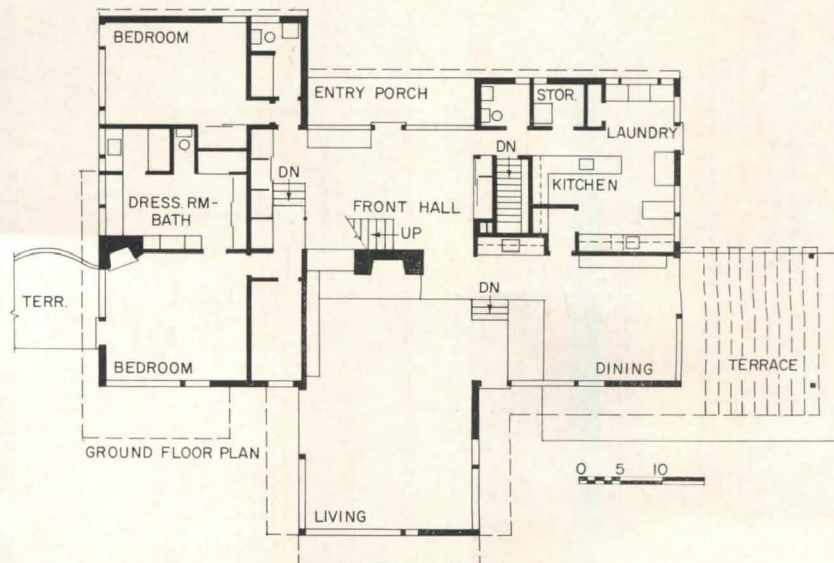 BEDROOM
ENTRY PORCH
STOR.
LAUNDRY
DN
DN
KITCHEN
DRESS. RM-
BATH
FRONT HALL
UP
DN
TERR.
BEDROOM
DINING
TERRACE
GROUND FLOOR PLAN
0 5 10
LIVING